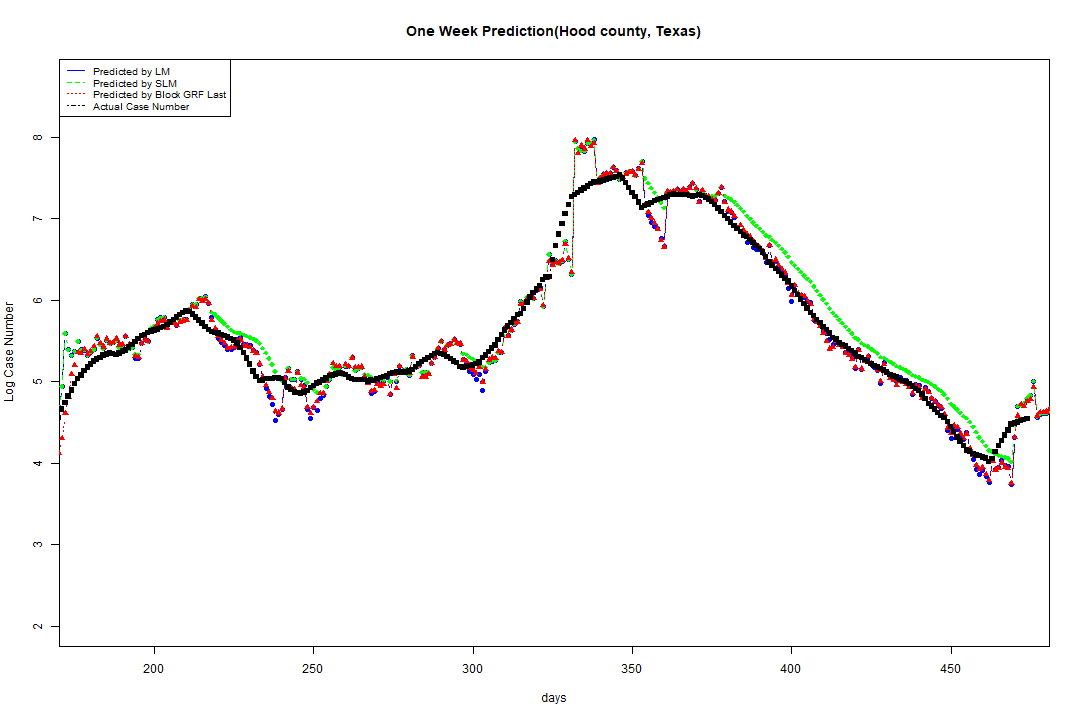 One Week Prediction(Hood county, Texas)
Predicted by LM
Predicted by SLM
Predicted by Block GRF Last
Actual Case Number
8
7
6
5
4
3
2
Log Case Number
200 250 300 350 400 450
days